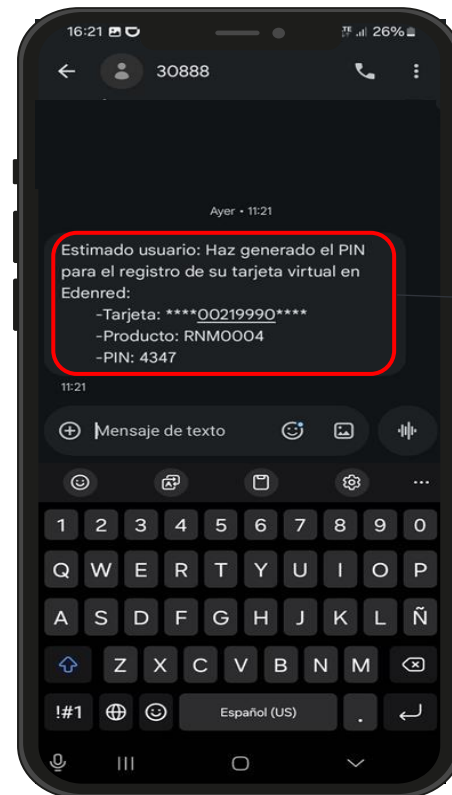 16:21 26%
30888
Ayer • 11:21
Estimado usuario: Haz generado el PIN
para el registro de su tarjeta virtual en
Edenred:
-Tarjeta: ****00219990****
-Producto: RNM0004
-PIN: 4347
11:21
Mensaje de texto
1 2 3 4 5 6 7 8 9 0
Q W E R T Y U I O P
A S D F G H J K L Ñ
Z X C V B N M
!#1 Español (US) .